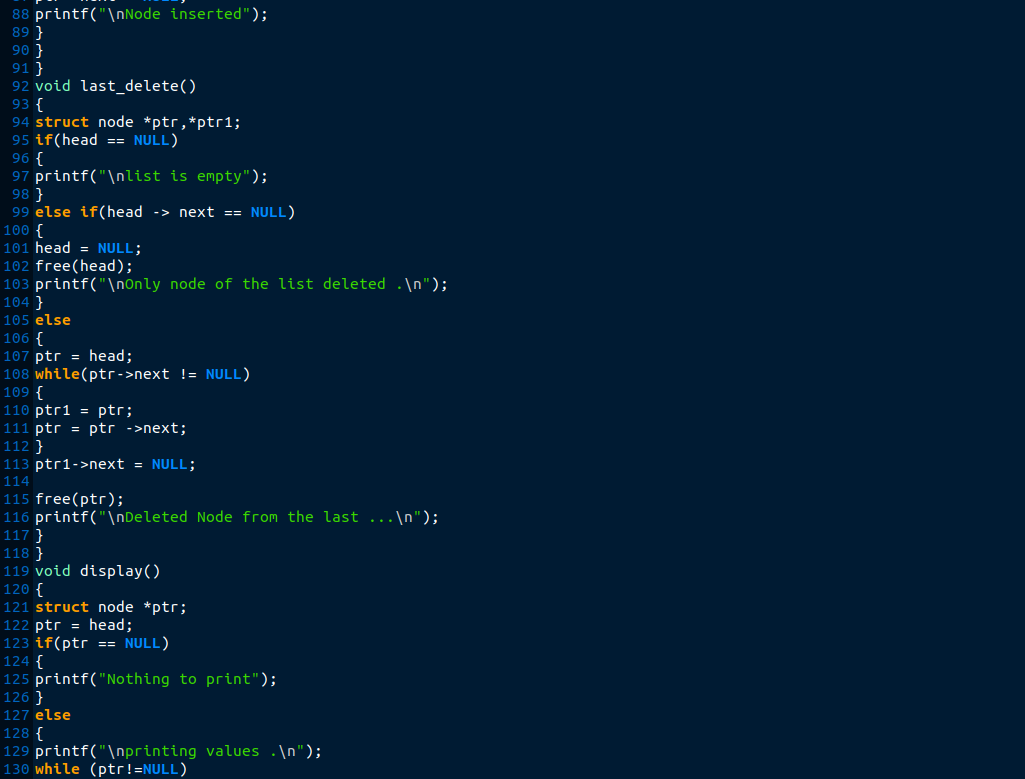 88 printf("\nNode inserted");
89 }
90 }
91 }
92 void last_delete()
93 {
94 struct node *ptr,*ptr1;
95 if(head == NULL)
96 {
97 printf("\nlist is empty");
98 }
99 else if(head -> next == NULL)
100 {
101 head = NULL;
102 free(head);
103 printf("\nOnly node of the list deleted .\n");
104 }
105 else
106 {
107 ptr = head;
108 while(ptr->next != NULL)
109 {
110 ptr1 = ptr;
111 ptr = ptr ->next;
112 }
113 ptr1->next = NULL;
114
115 free(ptr);
116 printf("\nDeleted Node from the last ...\n");
117 }
118 }
119 void display()
120 {
121 struct node *ptr;
122 ptr = head;
123 if(ptr == NULL)
124 {
125 printf("Nothing to print");
126 }
127 else
128 {
129 printf("\nprinting values .\n");
130 while (ptr!=NULL)